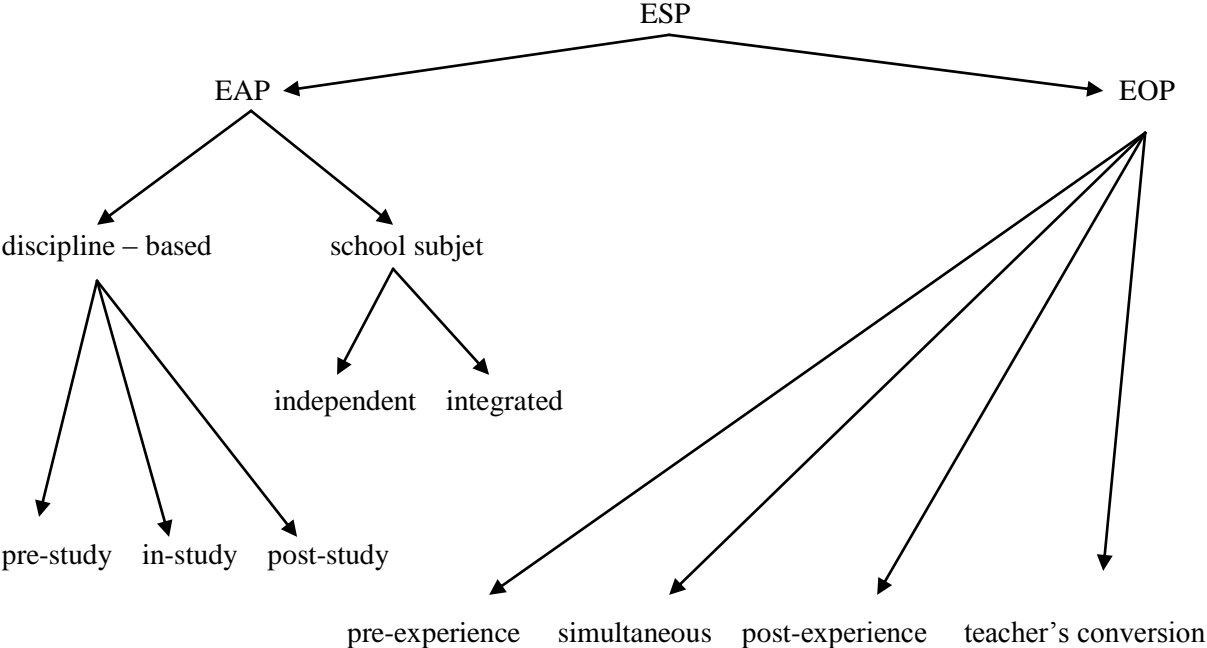 ESP
EAP EOP
discipline – based school subjet
independent integrated
pre-study in-study post-study
pre-experience simultaneous post-experience teacher’s conversion